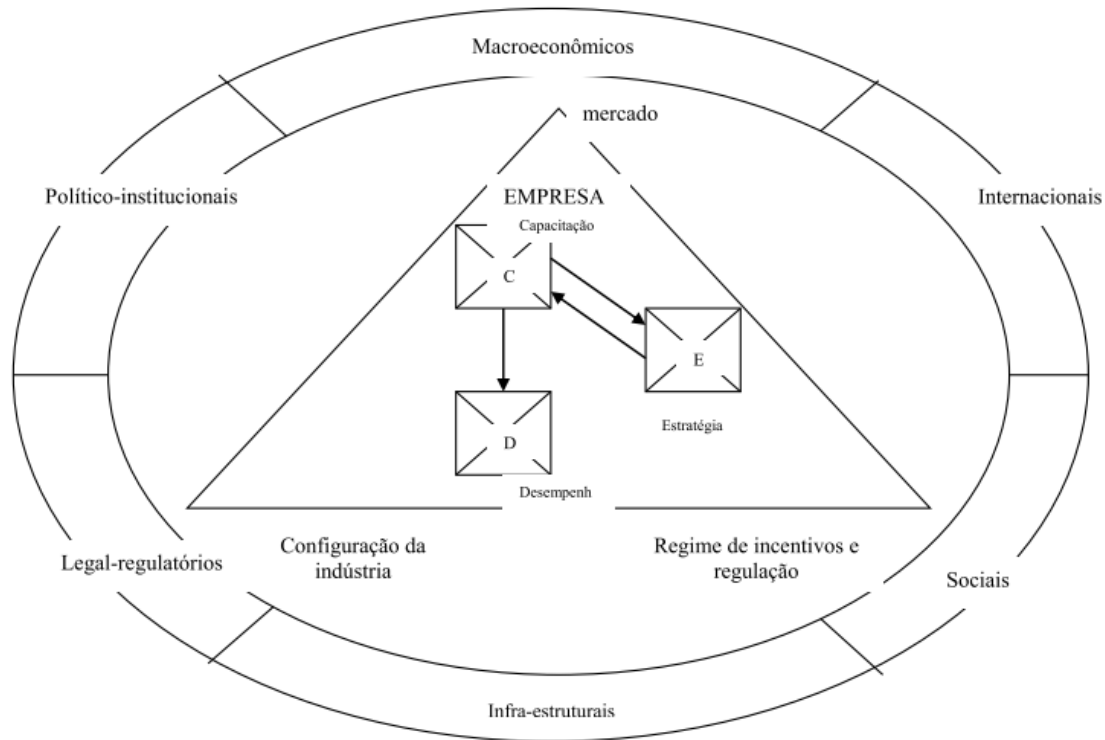 Macroeconômicos
mercado
Político-institucionais
Internacionais
EMPRESA
Capacitação
C
E
Estratégia
D
Desempenh
Configuração da
indústria
Regime de incentivos e
regulação
Legal-regulatórios
Sociais
Infra-estruturais